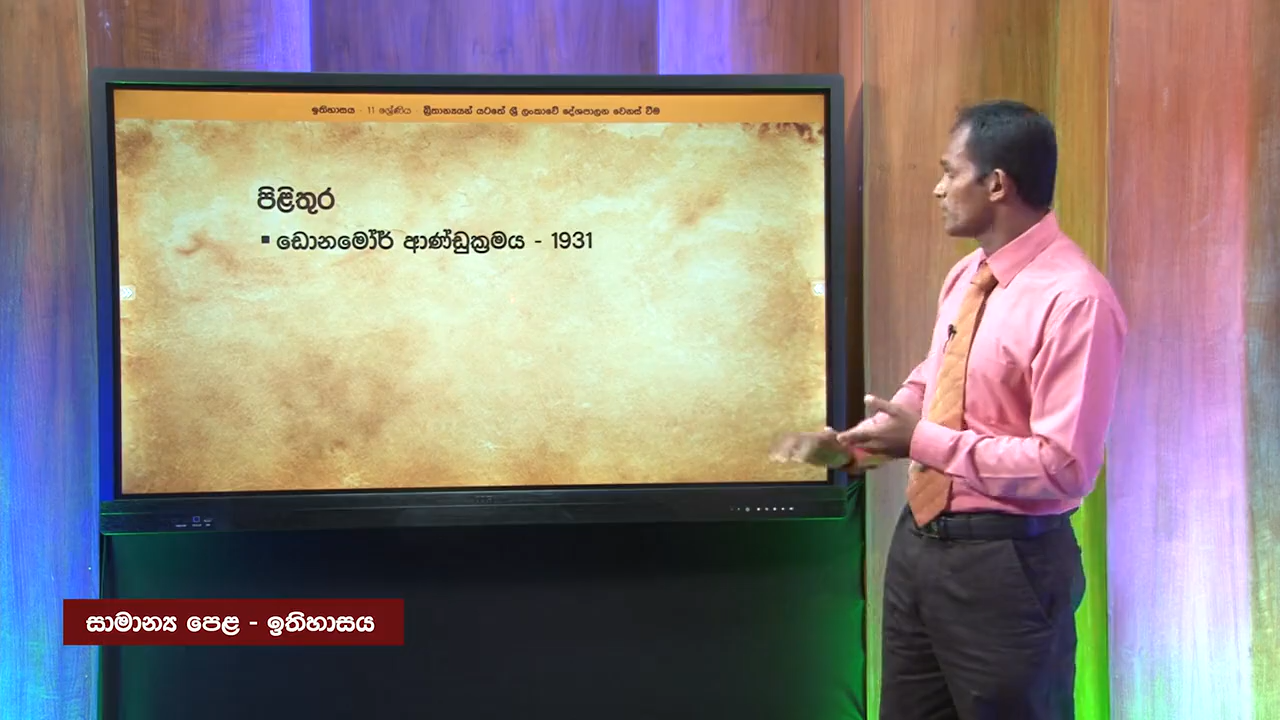 ඉතිහාසය - 11 ශ්‍රේණිය - බ්‍රිතාන්‍යයන් යටතේ ශ්‍රී ලංකාවේ දේශපාලන වෙනස් වීම්
පිළිතුර
▪ ඩොනමෝර් ආණ්ඩුක්‍රමය - 1931
සාමාන්‍ය පෙළ - ඉතිහාසය